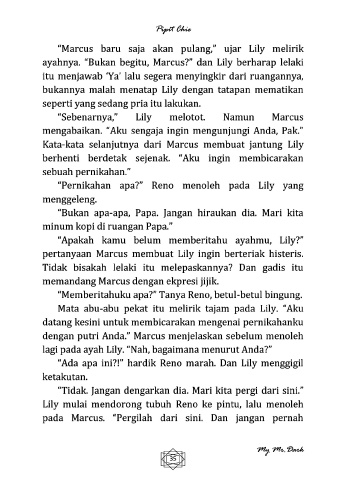 Pipit Chie
“Marcus baru saja akan pulang,” ujar Lily melirik
ayahnya. “Bukan begitu, Marcus?” dan Lily berharap lelaki
itu menjawab ‘Ya’ lalu segera menyingkir dari ruangannya,
bukannya malah menatap Lily dengan tatapan mematikan
seperti yang sedang pria itu lakukan.
“Sebenarnya,” Lily melotot. Namun Marcus
mengabaikan. “Aku sengaja ingin mengunjungi Anda, Pak.”
Kata-kata selanjutnya dari Marcus membuat jantung Lily
berhenti berdetak sejenak. “Aku ingin membicarakan
sebuah pernikahan.”
“Pernikahan apa?” Reno menoleh pada Lily yang
menggeleng.
“Bukan apa-apa, Papa. Jangan hiraukan dia. Mari kita
minum kopi di ruangan Papa.”
“Apakah kamu belum memberitahu ayahmu, Lily?”
pertanyaan Marcus membuat Lily ingin berteriak histeris.
Tidak bisakah lelaki itu melepaskannya? Dan gadis itu
memandang Marcus dengan ekpresi jijik.
“Memberitahuku apa?” Tanya Reno, betul-betul bingung.
Mata abu-abu pekat itu melirik tajam pada Lily. “Aku
datang kesini untuk membicarakan mengenai pernikahanku
dengan putri Anda.” Marcus menjelaskan sebelum menoleh
lagi pada ayah Lily. “Nah, bagaimana menurut Anda?”
“Ada apa ini?!” hardik Reno marah. Dan Lily menggigil
ketakutan.
“Tidak. Jangan dengarkan dia. Mari kita pergi dari sini.”
Lily mulai mendorong tubuh Reno ke pintu, lalu menoleh
pada Marcus. “Pergilah dari sini. Dan jangan pernah
35
My Mr. Dark